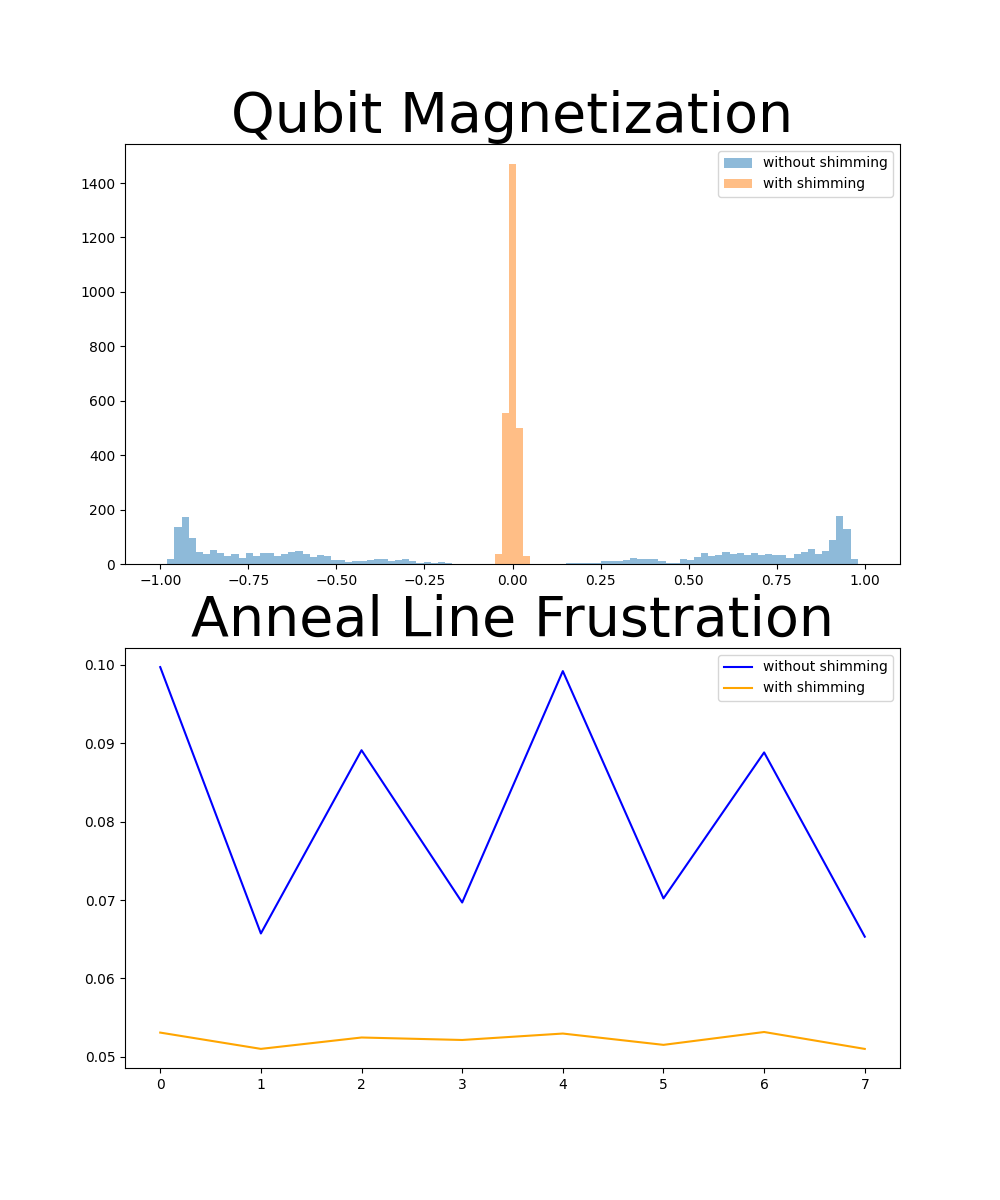 Qubit Magnetization
without shimming
with shimming
1400
1200
1000
800
600
400
200
0
−1.00 −0.75 −0.50 −0.25 0.00 0.25 0.50 0.75 1.00
Anneal Line Frustration
without shimming
with shimming
0.10
0.09
0.08
0.07
0.06
0.05
0 1 2 3 4 5 6 7